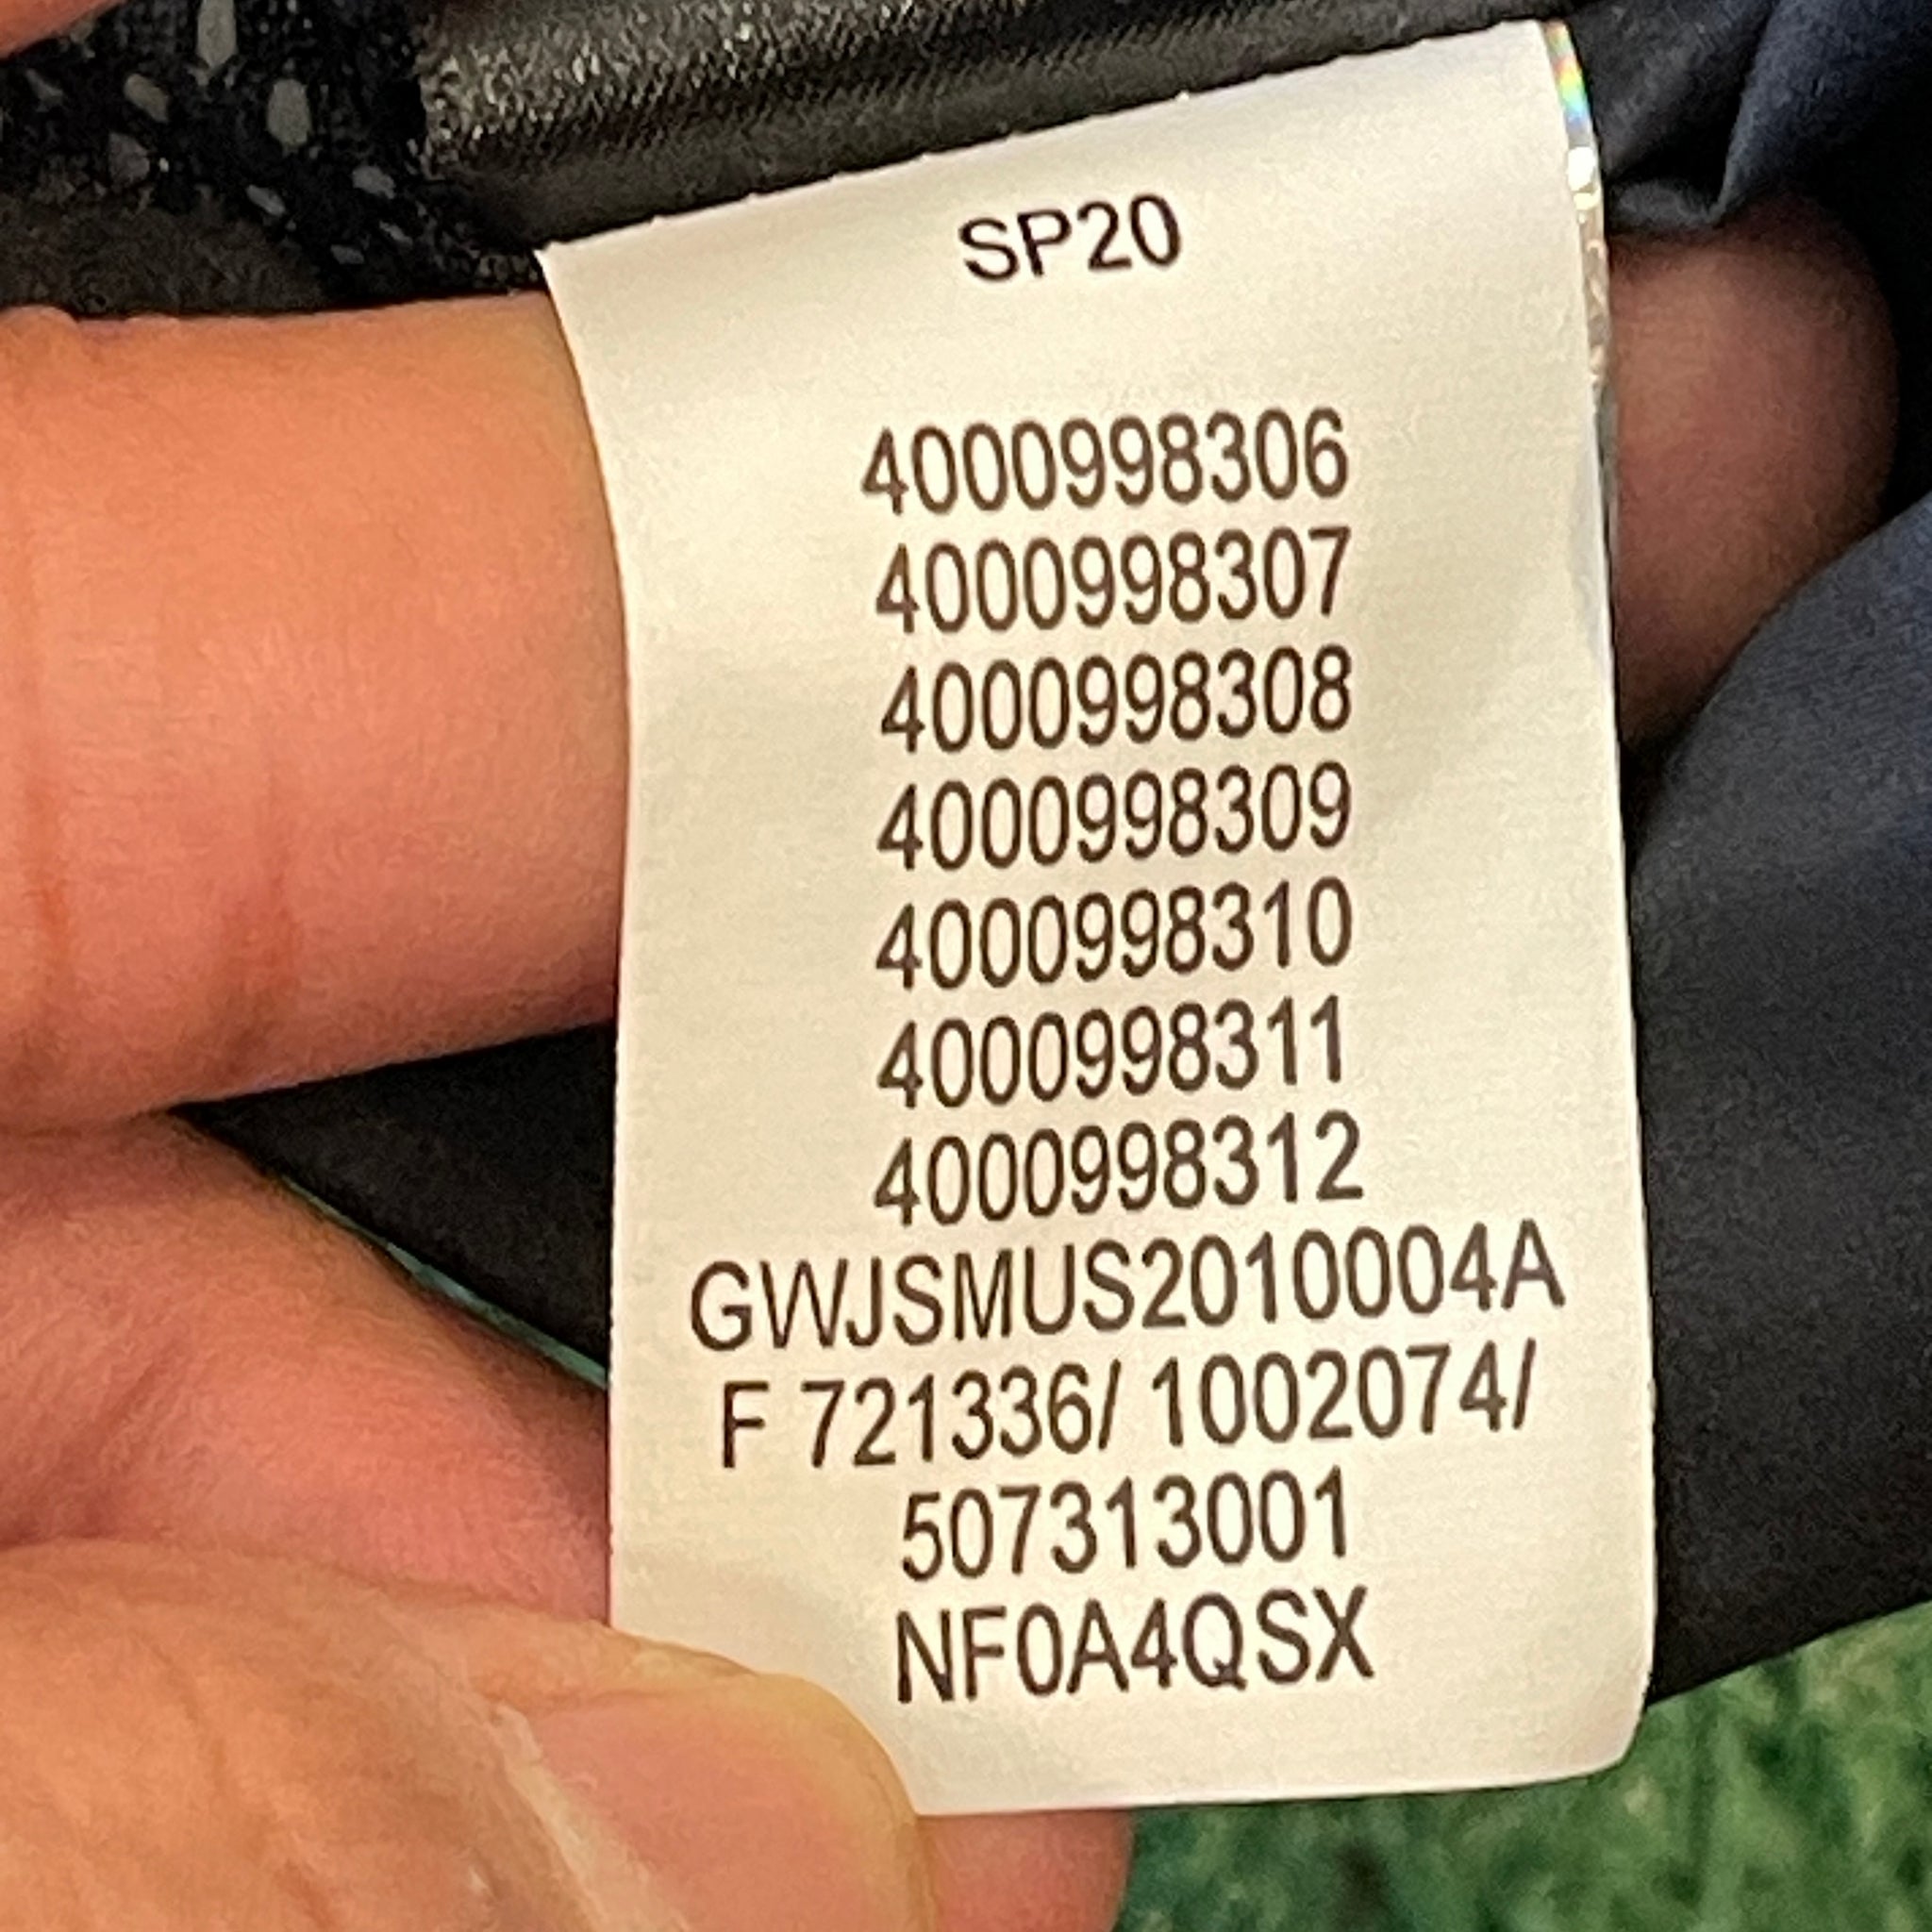 SP20
4000998306
4000998307
4000998308
4000998309
4000998310
4000998311
4000998312
GWJSMUS2010004A
F 721336/ 1002074/
507313001
NF0A4QSX